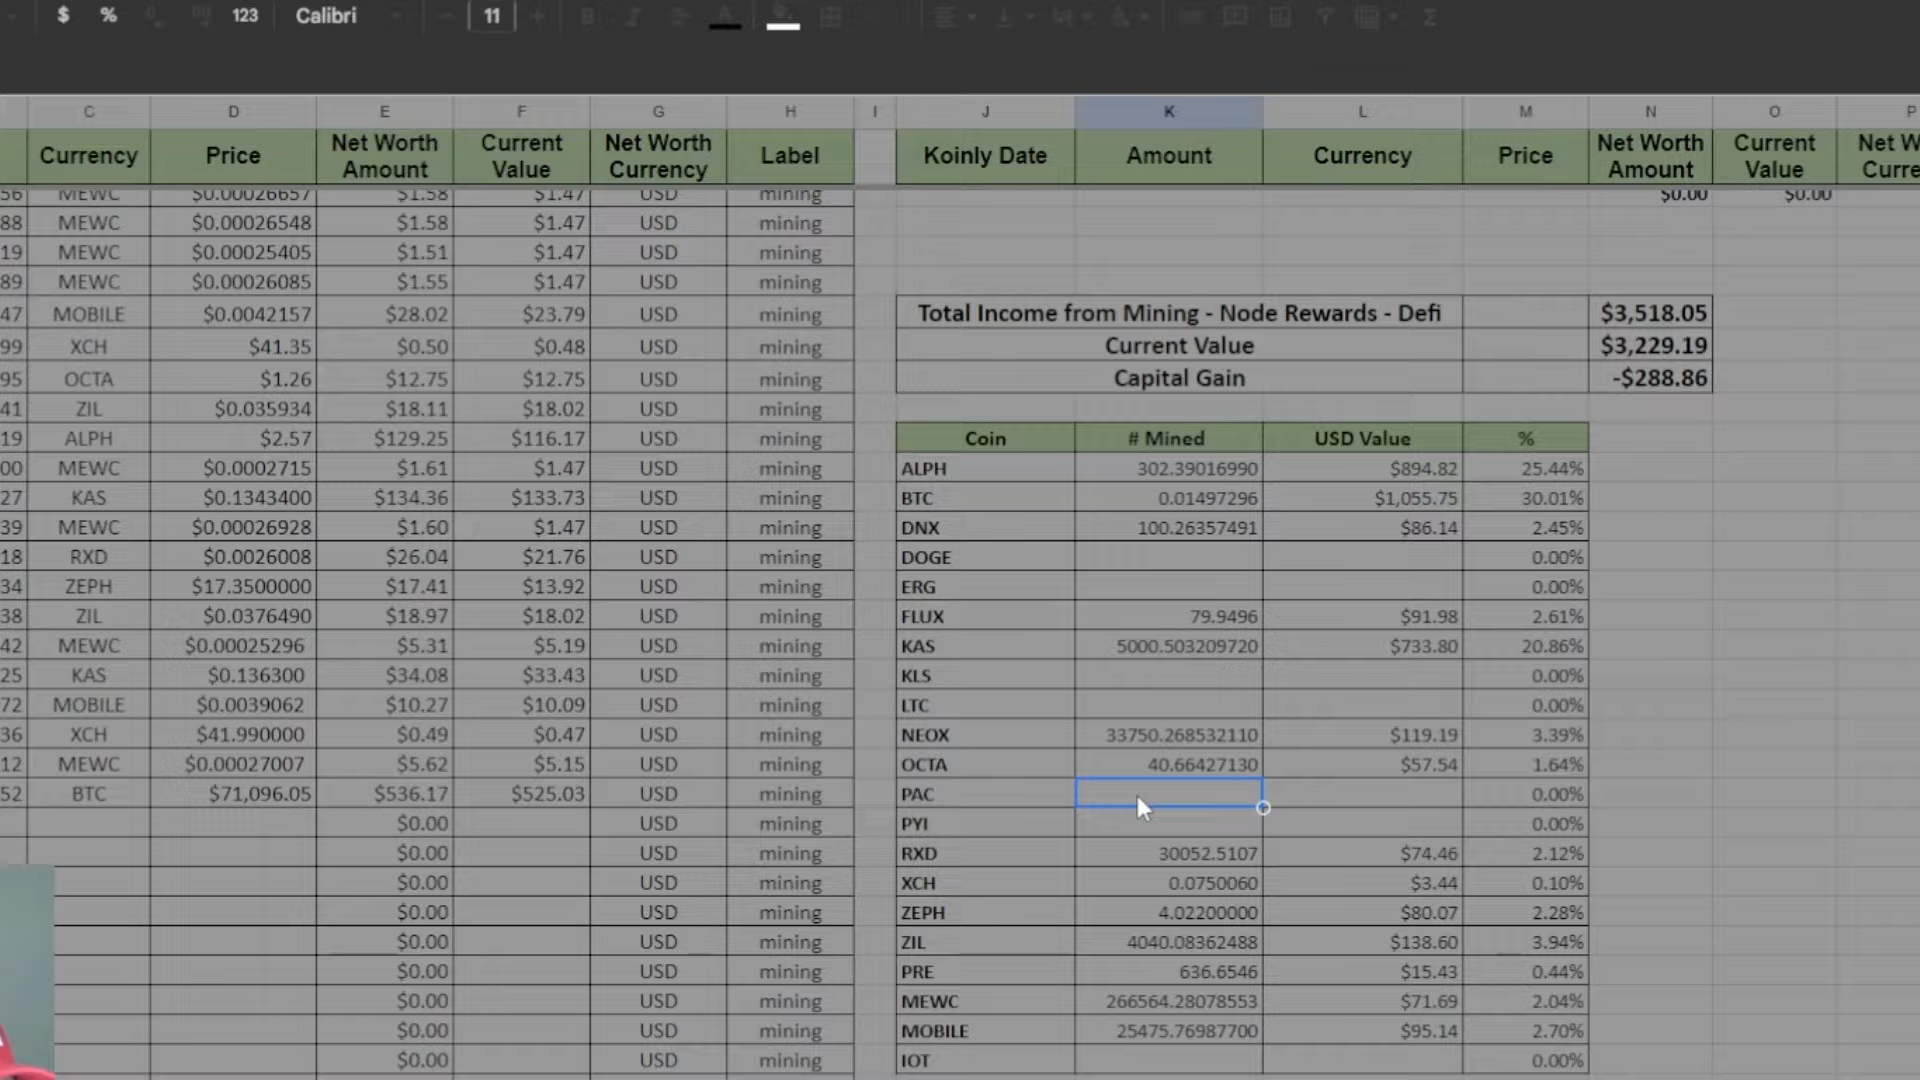 $ % 123 Calibri 11
C D E F G H I J K L M N O P
Currency Price Net Worth Amount Current Value Net Worth Currency Label Koinly Date Amount Currency Price Net Worth Amount Current Value Net W Curre
56 MEWC $0.00026657 $1.58 $1.47 USD mining $0.00 $0.00
88 MEWC $0.00026548 $1.58 $1.47 USD mining
19 MEWC $0.00025405 $1.51 $1.47 USD mining
89 MEWC $0.00026085 $1.55 $1.47 USD mining
47 MOBILE $0.0042157 $28.02 $23.79 USD mining Total Income from Mining - Node Rewards - Defi $3,518.05
99 XCH $41.35 $0.50 $0.48 USD mining Current Value $3,229.19
95 OCTA $1.26 $12.75 $12.75 USD mining Capital Gain -$288.86
41 ZIL $0.035934 $18.11 $18.02 USD mining
19 ALPH $2.57 $129.25 $116.17 USD mining Coin # Mined USD Value %
00 MEWC $0.0002715 $1.61 $1.47 USD mining ALPH 302.39016990 $894.82 25.44%
27 KAS $0.1343400 $134.36 $133.73 USD mining BTC 0.01497296 $1,055.75 30.01%
39 MEWC $0.00026928 $1.60 $1.47 USD mining DNX 100.26357491 $86.14 2.45%
18 RXD $0.0026008 $26.04 $21.76 USD mining DOGE 0.00%
34 ZEPH $17.3500000 $17.41 $13.92 USD mining ERG 0.00%
38 ZIL $0.0376490 $18.97 $18.02 USD mining FLUX 79.9496 $91.98 2.61%
42 MEWC $0.00025296 $5.31 $5.19 USD mining KAS 5000.503209720 $733.80 20.86%
25 KAS $0.136300 $34.08 $33.43 USD mining KLS 0.00%
72 MOBILE $0.0039062 $10.27 $10.09 USD mining LTC 0.00%
36 XCH $41.990000 $0.49 $0.47 USD mining NEOX 33750.268532110 $119.19 3.39%
12 MEWC $0.00027007 $5.62 $5.15 USD mining OCTA 40.66427130 $57.54 1.64%
52 BTC $71,096.05 $536.17 $525.03 USD mining PAC 0.00%
$0.00 USD mining PYI 0.00%
$0.00 USD mining RXD 30052.5107 $74.46 2.12%
$0.00 USD mining XCH 0.0750060 $3.44 0.10%
$0.00 USD mining ZEPH 4.02200000 $80.07 2.28%
$0.00 USD mining ZIL 4040.08362488 $138.60 3.94%
$0.00 USD mining PRE 636.6546 $15.43 0.44%
$0.00 USD mining MEWC 266564.28078553 $71.69 2.04%
$0.00 USD mining MOBILE 25475.76987700 $95.14 2.70%
$0.00 USD mining IOT 0.00%